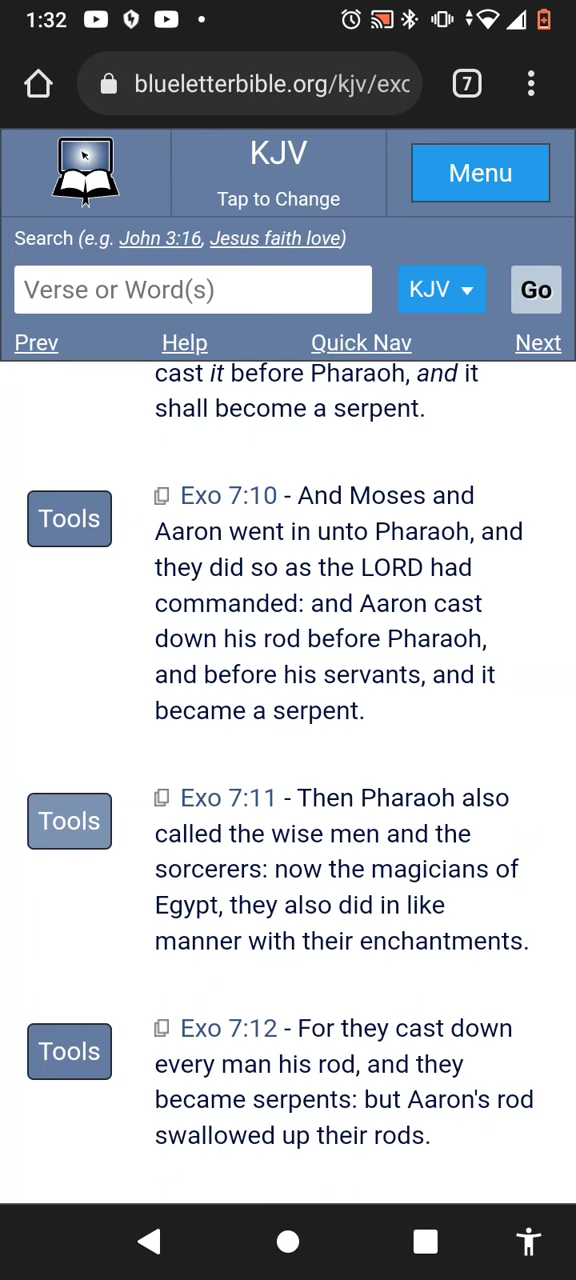 1:32
blueletterbible.org/kjv/exo
7
KJV
Tap to Change
Menu
Search (e.g. John 3:16, Jesus faith love)
Verse or Word(s)
KJV
Go
Prev
Help
Quick Nav
Next
cast it before Pharaoh, and it
shall become a serpent.
Tools
Exo 7:10 - And Moses and
Aaron went in unto Pharaoh, and
they did so as the LORD had
commanded: and Aaron cast
down his rod before Pharaoh,
and before his servants, and it
became a serpent.
Tools
Exo 7:11 - Then Pharaoh also
called the wise men and the
sorcerers: now the magicians of
Egypt, they also did in like
manner with their enchantments.
Tools
Exo 7:12 - For they cast down
every man his rod, and they
became serpents: but Aaron's rod
swallowed up their rods.